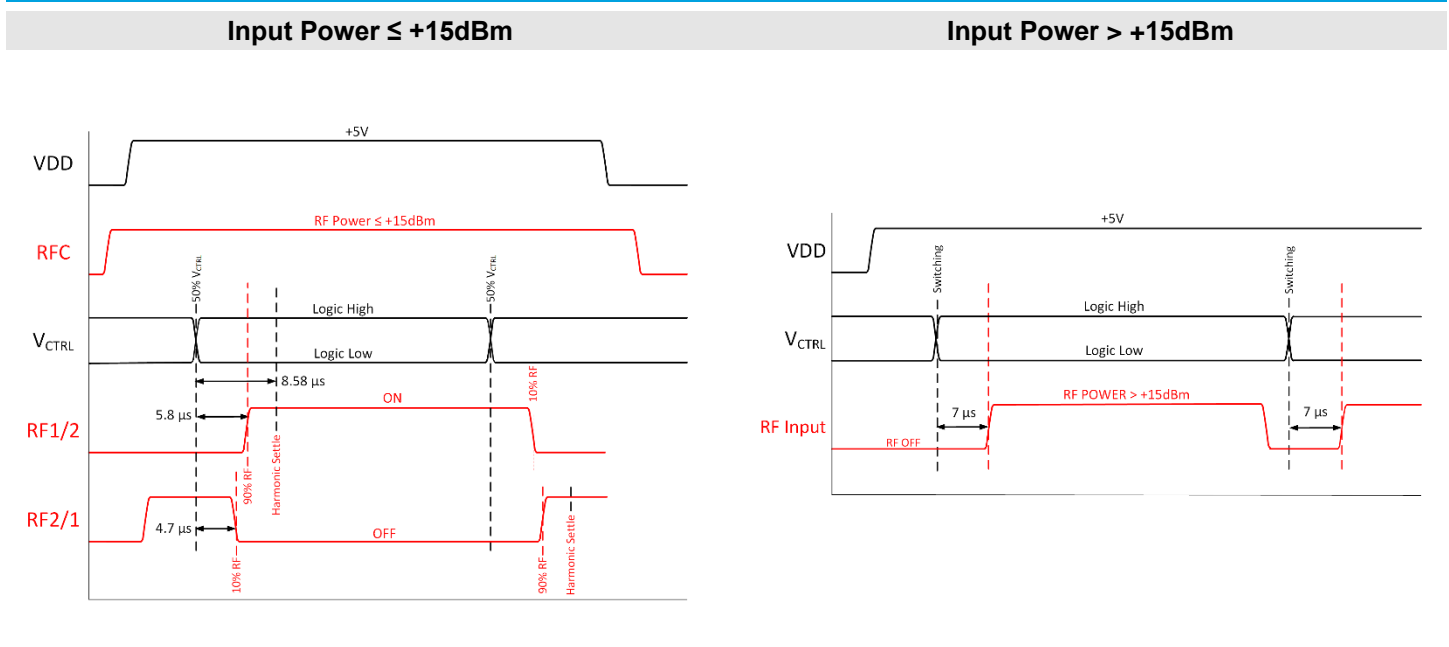 Input Power ≤ +15dBm
Input Power > +15dBm
+5V
VDD
RF Power ≤ +15dBm
RFC
50% VCTRL
50% VCTRL
Logic High
VCTRL
Logic Low
8.58 µs
10% RF
ON
5.8 µs
RF1/2
90% RF
Harmonic Settle
RF2/1
4.7 µs
OFF
10% RF
90% RF
Harmonic Settle
+5V
VDD
Switching
Switching
Logic High
VCTRL
Logic Low
RF POWER > +15dBm
7 µs
7 µs
RF Input
RF OFF